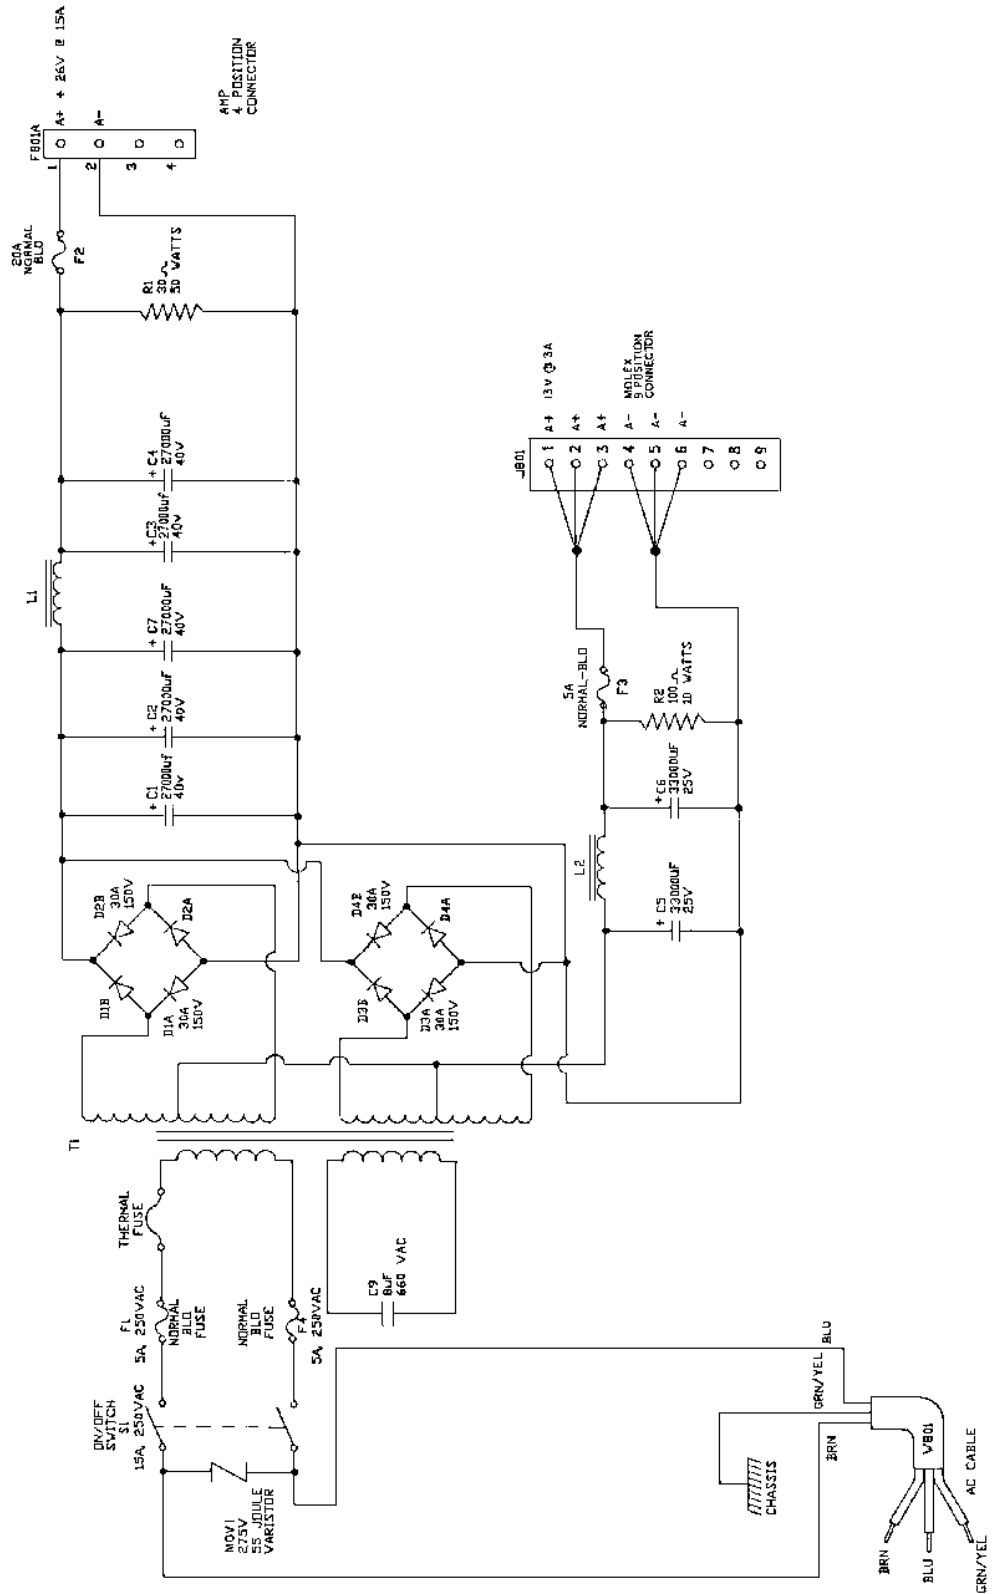 ON/OFF
SWITCH
S1
15A, 250VAC
MOV1
275V
55 JOULE
VARISTOR
F1
5A, 250VAC
NORMAL
BLO
FUSE
NORMAL
BLO
FUSE
F4
5A, 250VAC
THERMAL
FUSE
C9
8uF
660 VAC
T1
D1B
D2B
30A
150V
D1A
30A
150V
D2A
D3B
D4B
30A
150V
D3A
30A
150V
D4A
+ C1
27000uf
40v
+ C2
27000uF
40V
+ C7
27000uF
40V
L1
+ C3
27000uf
40V
+ C4
27000uF
40V
R1
30Ω
50 WATTS
20A
NORMAL
BLO
F2
F801A
1
2
3
4
A+ + 26V @ 15A
A-
AMP
4 POSITION
CONNECTOR
+ C5
33000UF
25V
L2
+ C6
33000UF
25V
R2
100Ω
10 WATTS
5A
NORMAL-BLO
F3
J801
1 A+ 13V @ 3A
2 A+
3 A+
4 A-
5 A-
6 A-
7
8
9
MOLEX
9 POSITION
CONNECTOR
BRN
GRN/YEL
BLU
CHASSIS
W801
AC CABLE
BRN
BLU
GRN/YEL